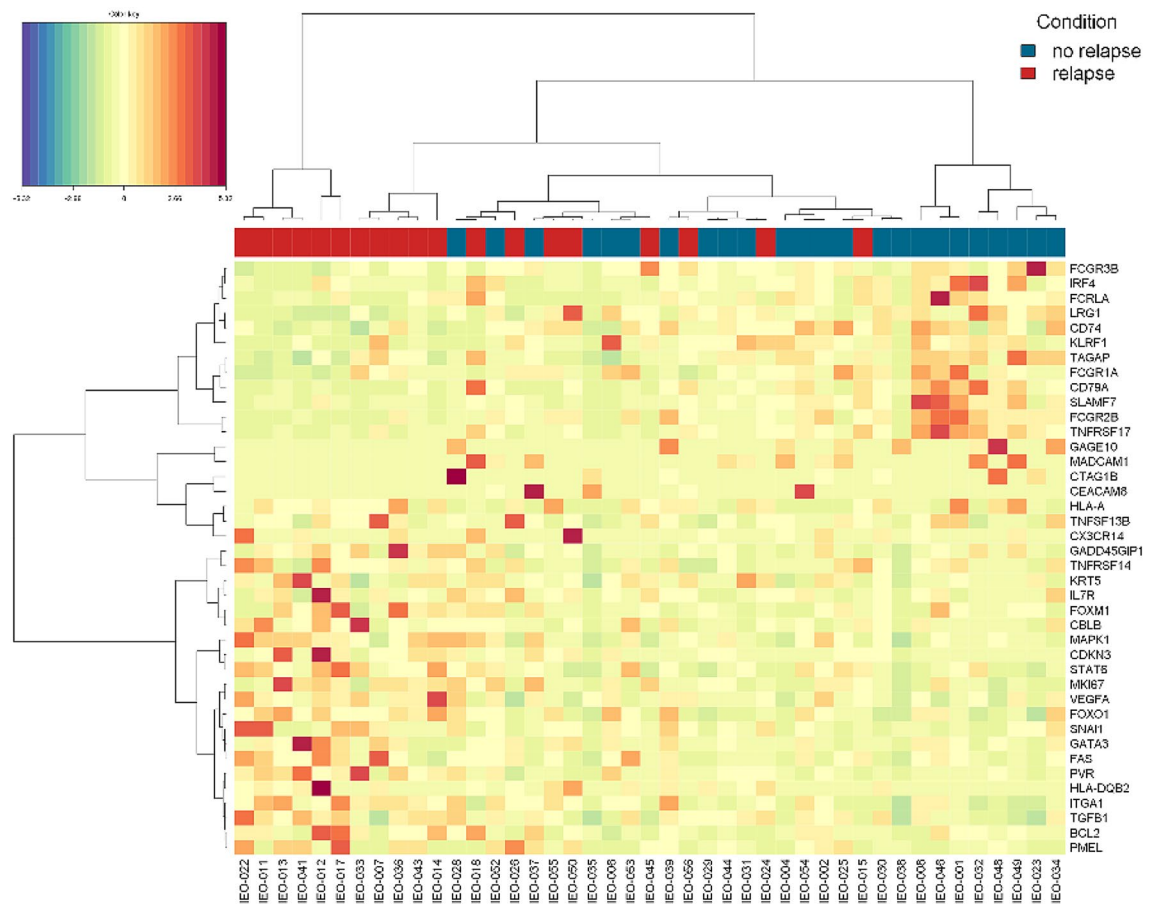 Color key
0
Condition
no relapse
relapse
FCGR3B
IRF4
FCRLA
LRG1
CD74
KLRF1
TAGAP
FCGR1A
CD79A
SLAMF7
FCGR2B
TNFRSF17
GAGE10
MADCAM1
CTAG1B
CEACAM8
HLA-A
TNFSF13B
CX3CR14
GADD45GIP1
TNFRSF14
KRT5
IL7R
FOXM1
CBLB
MAPK1
CDKN3
STAT6
MKI67
VEGFA
FOXO1
SNAI1
GATA3
FAS
PVR
HLA-DQB2
ITGA1
TGFB1
BCL2
PMEL
IEO-022
IEO-011
IEO-013
IEO-041
IEO-012
IEO-017
IEO-033
IEO-007
IEO-036
IEO-043
IEO-014
IEO-028
IEO-018
IEO-052
IEO-026
IEO-037
IEO-055
IEO-050
IEO-035
IEO-006
IEO-053
IEO-045
IEO-039
IEO-056
IEO-029
IEO-044
IEO-031
IEO-024
IEO-004
IEO-054
IEO-002
IEO-025
IEO-015
IEO-030
IEO-038
IEO-008
IEO-046
IEO-001
IEO-032
IEO-048
IEO-049
IEO-023
IEO-034